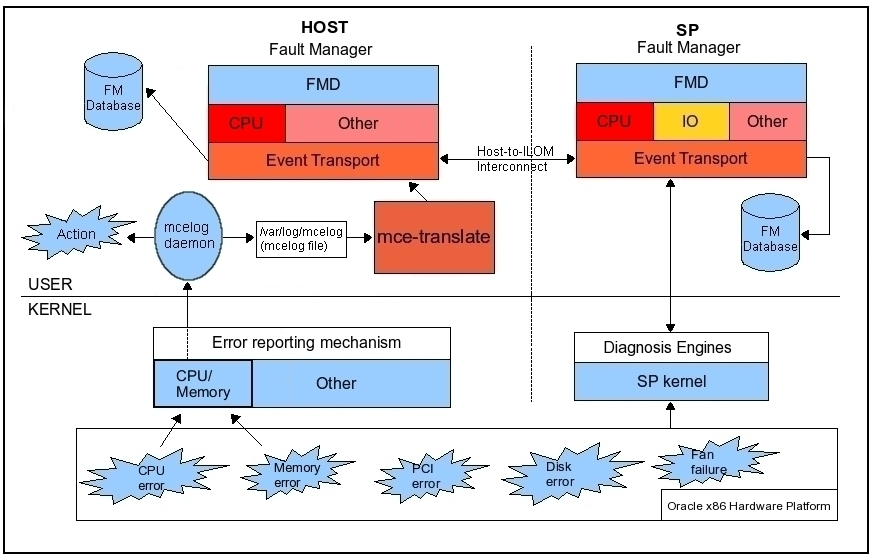 HOST
Fault Manager
SP
Fault Manager
FM
Database
FMD
CPU
Other
Event Transport
Host-to-ILOM
Interconnect
FMD
CPU
IO
Other
Event Transport
Action
mcelog
daemon
/var/log/mcelog
(mcelog file)
mce-translate
FM
Database
USER
KERNEL
Error reporting mechanism
CPU/
Memory
Other
Diagnosis Engines
SP kernel
CPU
error
Memory
error
PCI
error
Disk
error
Fan
failure
Oracle x86 Hardware Platform